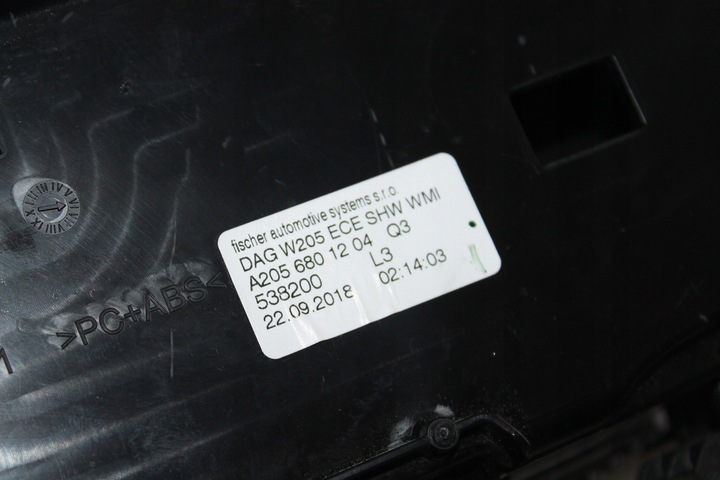 fischer automotive systems s.r.o.
DAG W205 ECE SHW WMI
A205 680 12 04 Q3
538200 L3
22.09.2018 02:14:03
>PC+ABS<
1